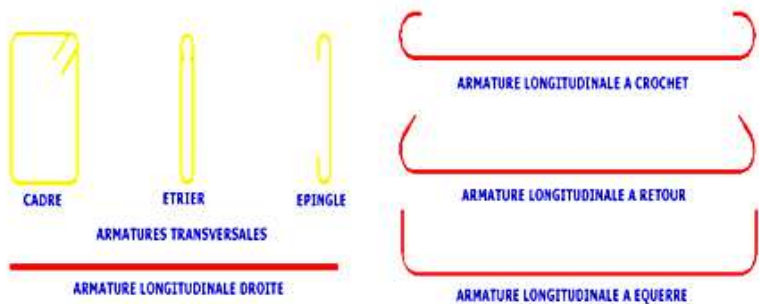 CADRE
ETRIER
EPINGLE
ARMATURES TRANSVERSALES
ARMATURE LONGITUDINALE DROITE
ARMATURE LONGITUDINALE A CROCHET
ARMATURE LONGITUDINALE A RETOUR
ARMATURE LONGITUDINALE A EQUERRE